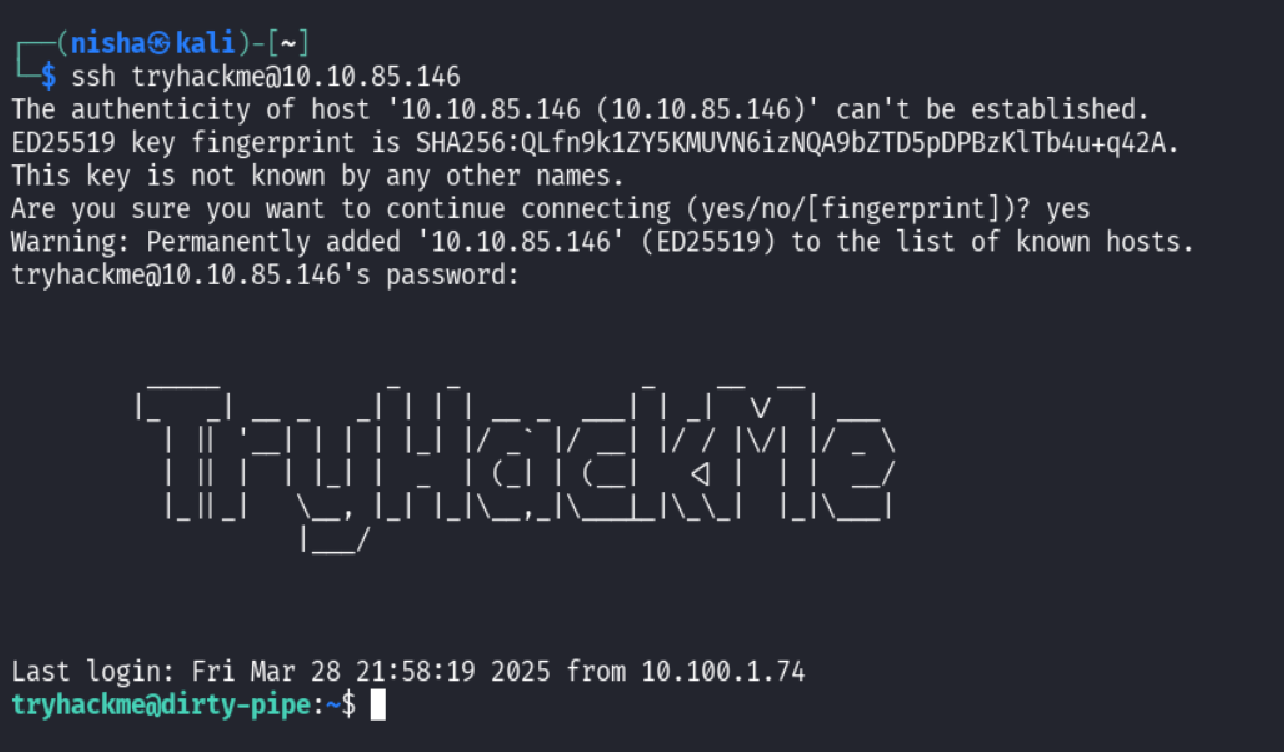 ┌──(nisha㉿kali)-[~]
└─$ ssh tryhackme@10.10.85.146
The authenticity of host '10.10.85.146 (10.10.85.146)' can't be established.
ED25519 key fingerprint is SHA256:QLfn9k1ZY5KMUVN6izNQA9bZTD5pDPBzKlTb4u+q42A.
This key is not known by any other names.
Are you sure you want to continue connecting (yes/no/[fingerprint])? yes
Warning: Permanently added '10.10.85.146' (ED25519) to the list of known hosts.
tryhackme@10.10.85.146's password:
TryHackMe
Last login: Fri Mar 28 21:58:19 2025 from 10.100.1.74
tryhackme@dirty-pipe:~$